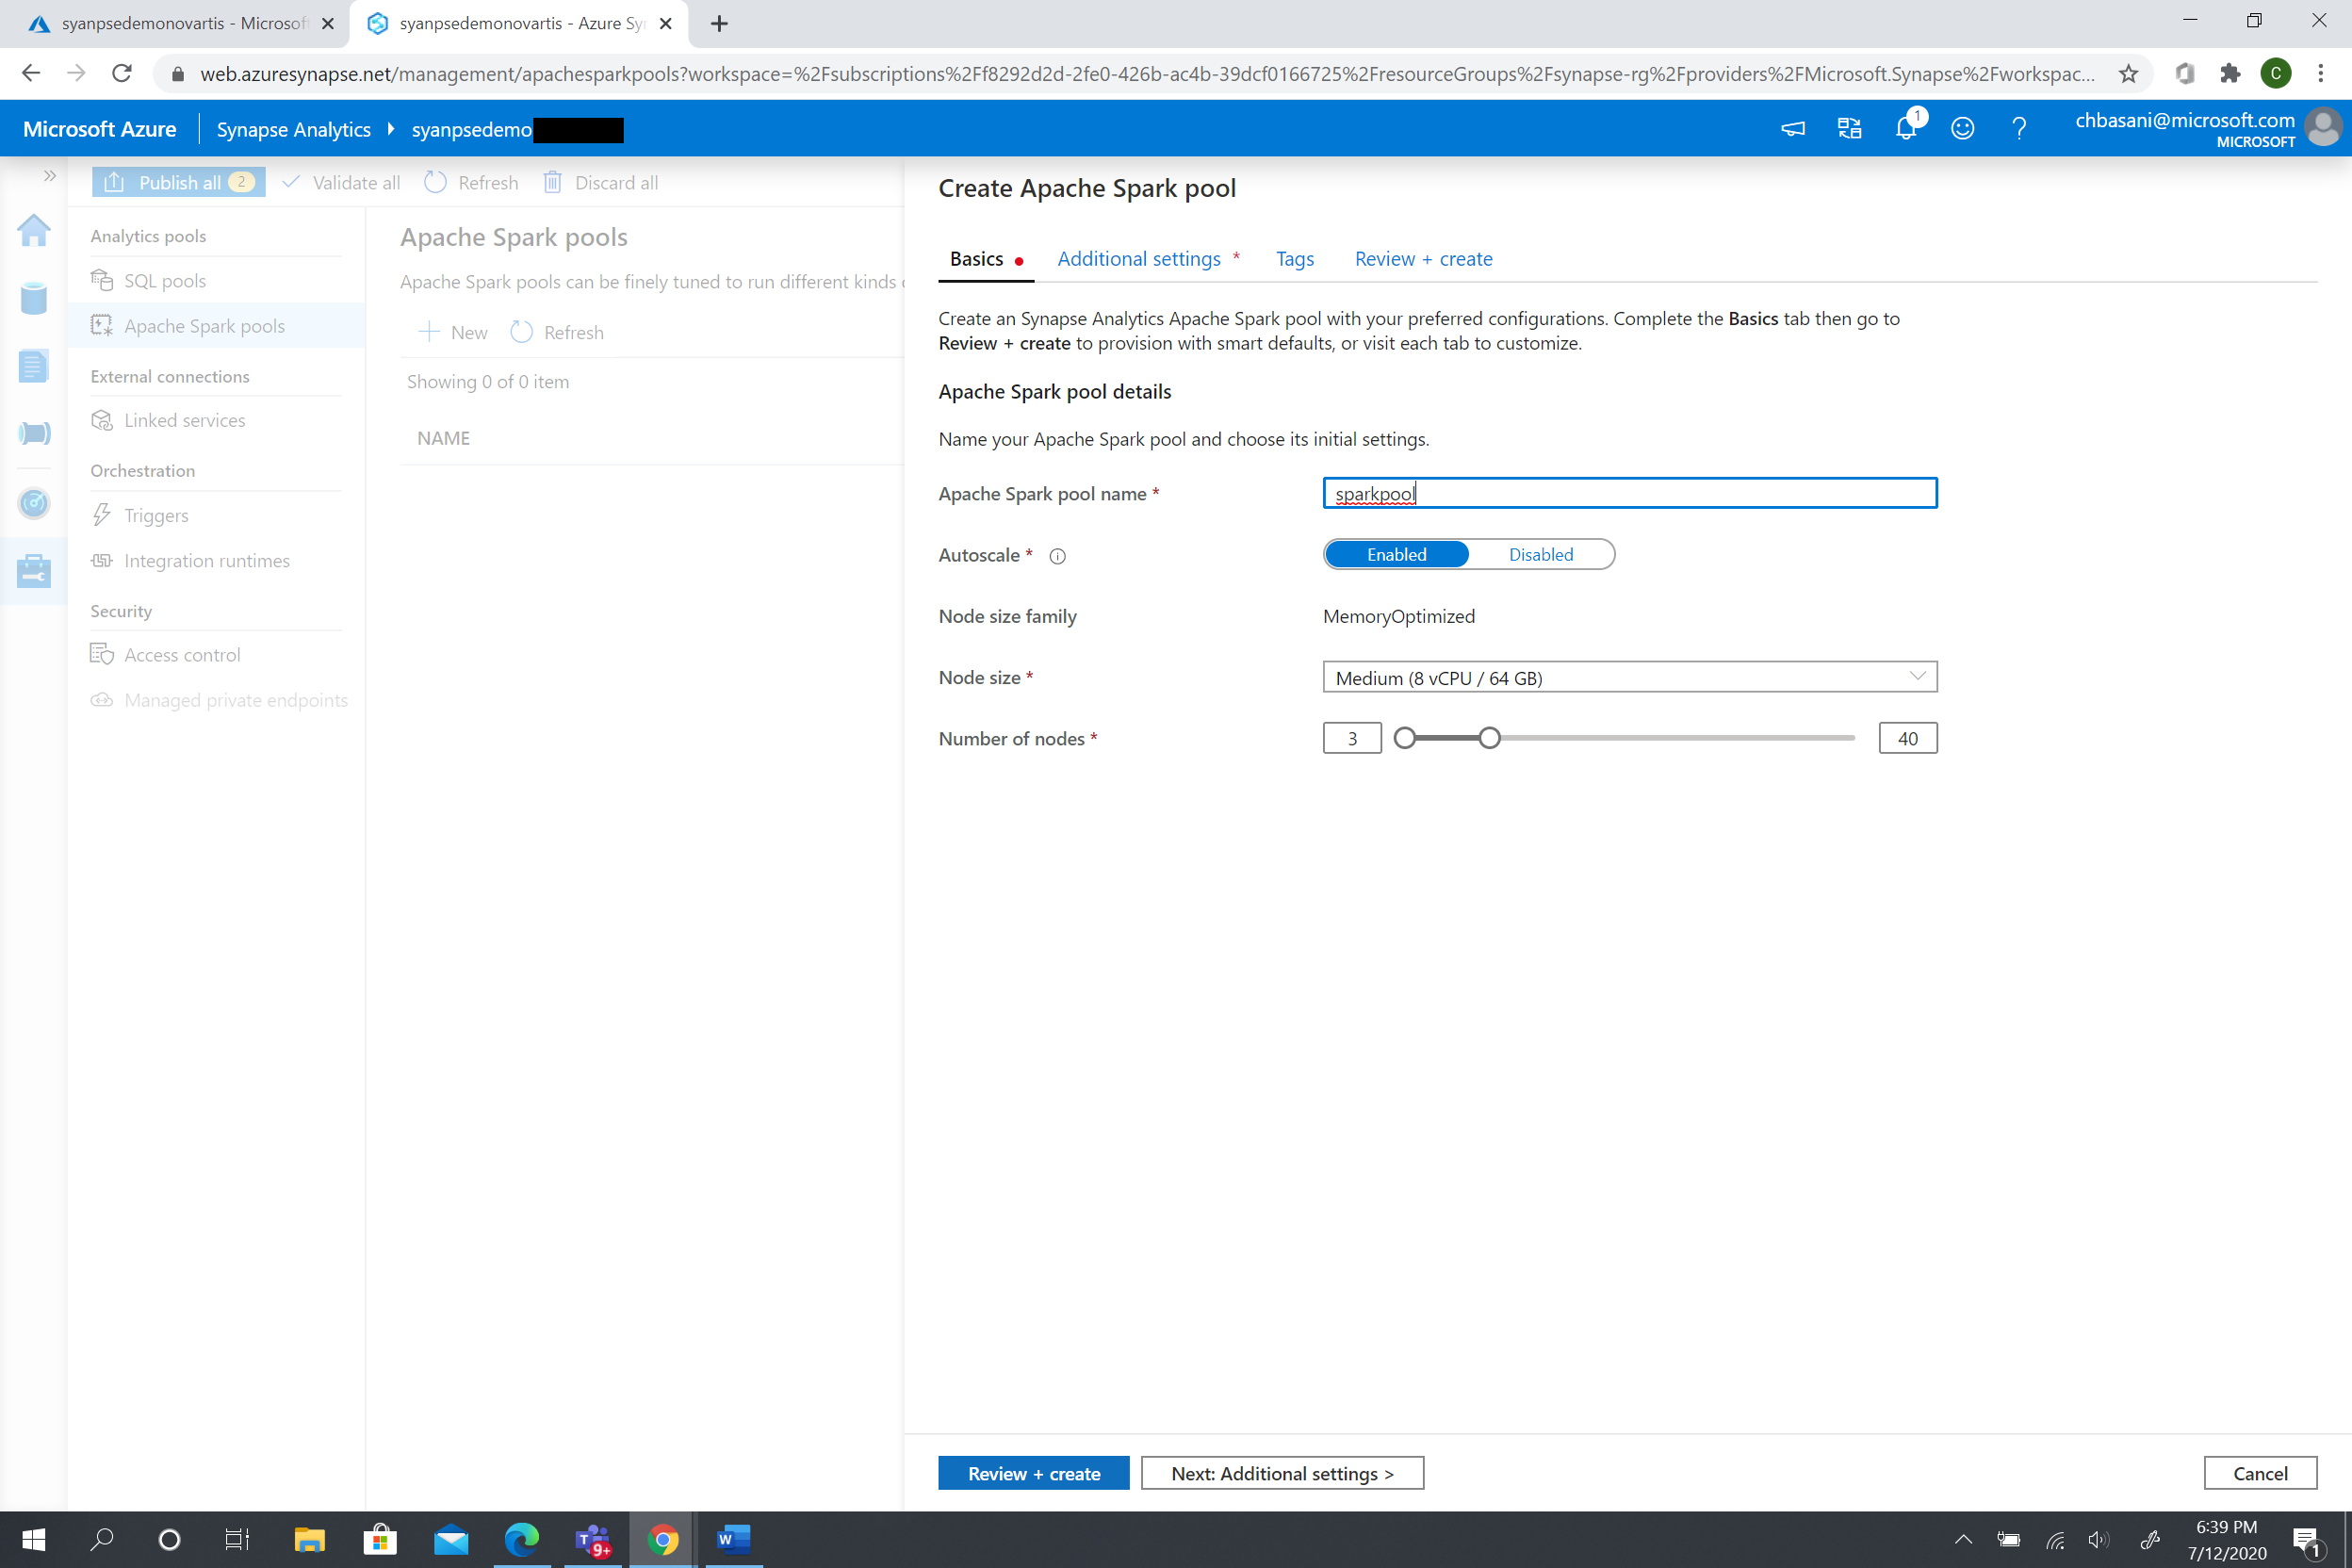 syanpsedemonovartis - Microsoft
syanpsedemonovartis - Azure Syn
web.azuresynapse.net/management/apachesparkpools?workspace=%2Fsubscriptions%2Ff8292d2d-2fe0-426b-ac4b-39dcf0166725%2FresourceGroups%2Fsynapse-rg%2Fproviders%2FMicrosoft.Synapse%2Fworkspac...
C
Microsoft Azure
Synapse Analytics
syanpsedemo
1
chbasani@microsoft.com
MICROSOFT
Publish all 2
Validate all
Refresh
Discard all
Analytics pools
SQL pools
Apache Spark pools
External connections
Linked services
Orchestration
Triggers
Integration runtimes
Security
Access control
Managed private endpoints
Apache Spark pools
Apache Spark pools can be finely tuned to run different kinds
New
Refresh
Showing 0 of 0 item
NAME
Create Apache Spark pool
Basics
Additional settings *
Tags
Review + create
Create an Synapse Analytics Apache Spark pool with your preferred configurations. Complete the Basics tab then go to
Review + create to provision with smart defaults, or visit each tab to customize.
Apache Spark pool details
Name your Apache Spark pool and choose its initial settings.
Apache Spark pool name *
sparkpool
Autoscale *
Enabled
Disabled
Node size family
MemoryOptimized
Node size *
Medium (8 vCPU / 64 GB)
Number of nodes *
3
40
Review + create
Next: Additional settings >
Cancel
T
9+
W
6:39 PM
7/12/2020
1